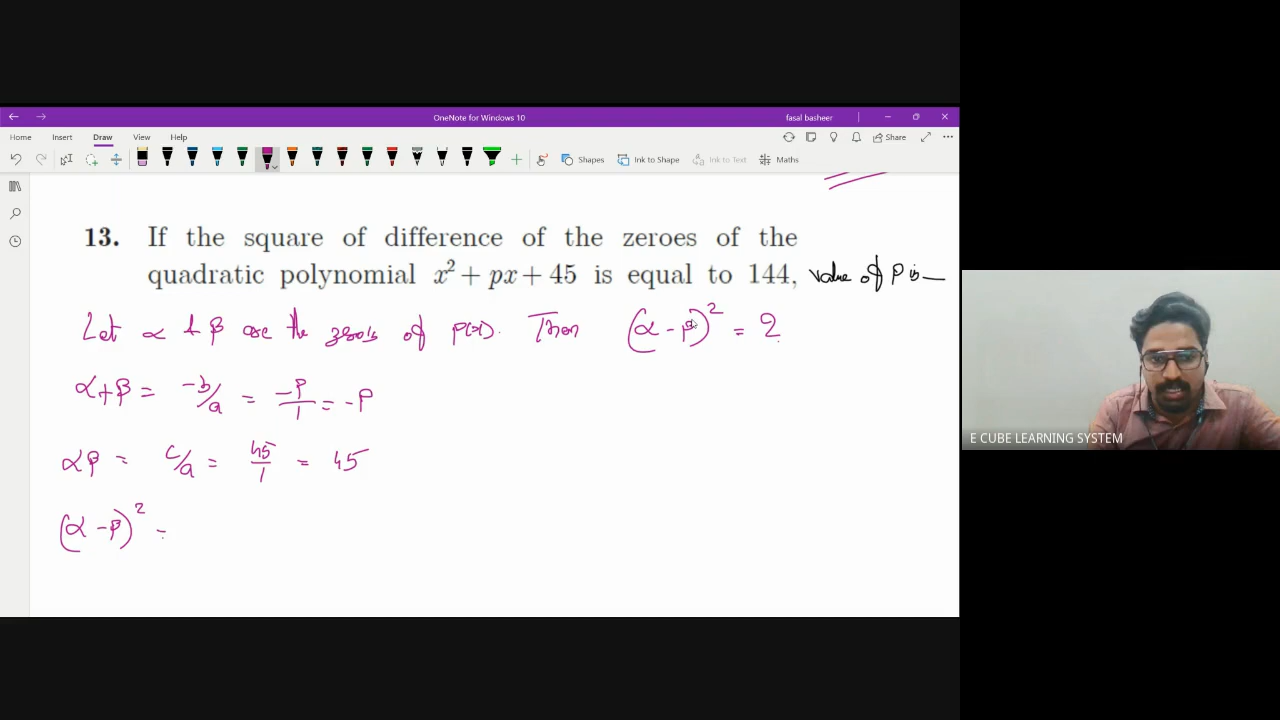 OneNote for Windows 10
fasal basheer
Home Insert Draw View Help
Share
Shapes Ink to Shape Ink to Text Maths
13. If the square of difference of the zeroes of the
quadratic polynomial x² + px + 45 is equal to 144, value of P is
Let α & β are the zeros of P(x). Then (α - β)² = 2
α+β = -b/a = -P/1 = -P
αβ = c/a = 45/1 = 45
(α - β)² =
E CUBE LEARNING SYSTEM